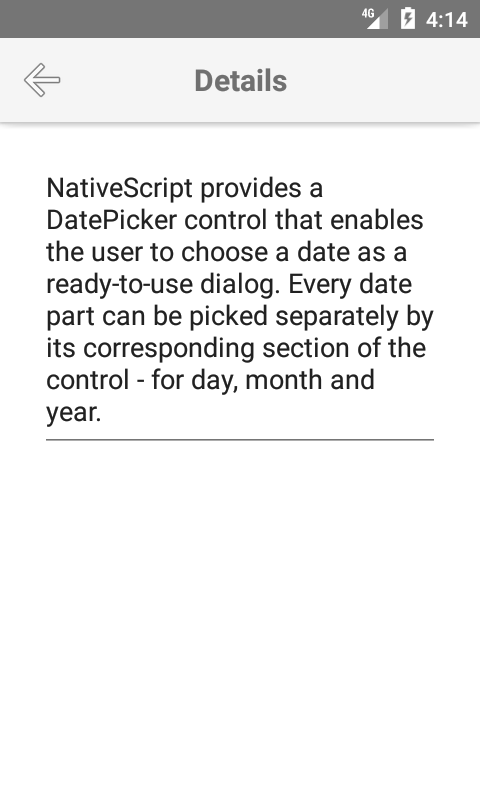 4G 4:14
Details
NativeScript provides a
DatePicker control that enables
the user to choose a date as a
ready-to-use dialog. Every date
part can be picked separately by
its corresponding section of the
control - for day, month and
year.